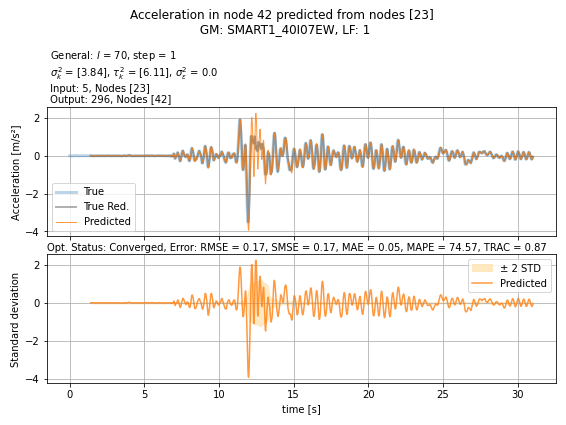 Acceleration in node 42 predicted from nodes [23]
GM: SMART1_40I07EW, LF: 1
General: l = 70, step = 1
σ²ₖ = [3.84], τ²ₖ = [6.11], σ²ε = 0.0
Input: 5, Nodes [23]
Output: 296, Nodes [42]
Acceleration [m/s²]
2
0
−2
−4
True
True Red.
Predicted
Opt. Status: Converged, Error: RMSE = 0.17, SMSE = 0.17, MAE = 0.05, MAPE = 74.57, TRAC = 0.87
Standard deviation
2
0
−2
−4
± 2 STD
Predicted
0 5 10 15 20 25 30
time [s]